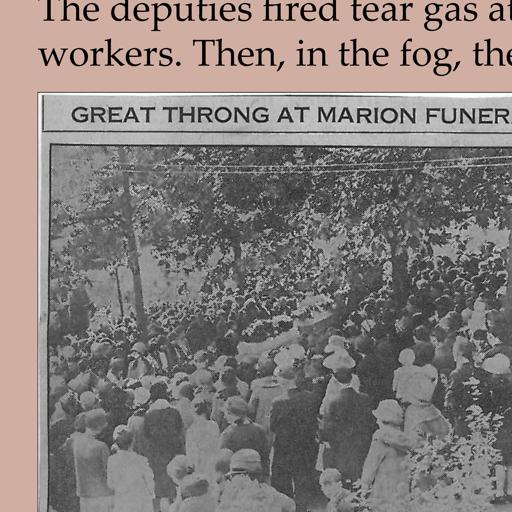 The deputies fired tear gas at
workers. Then, in the fog, the
GREAT THRONG AT MARION FUNER